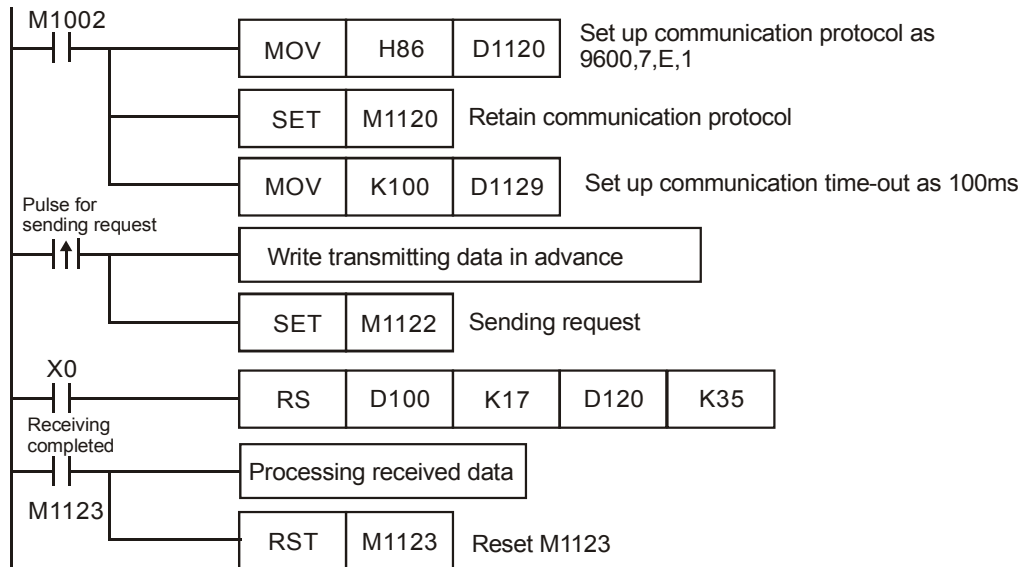 M1002
MOV H86 D1120 Set up communication protocol as
9600,7,E,1
SET M1120 Retain communication protocol
MOV K100 D1129 Set up communication time-out as 100ms
Pulse for
sending request
Write transmitting data in advance
SET M1122 Sending request
X0
RS D100 K17 D120 K35
Receiving
completed
Processing received data
M1123
RST M1123 Reset M1123